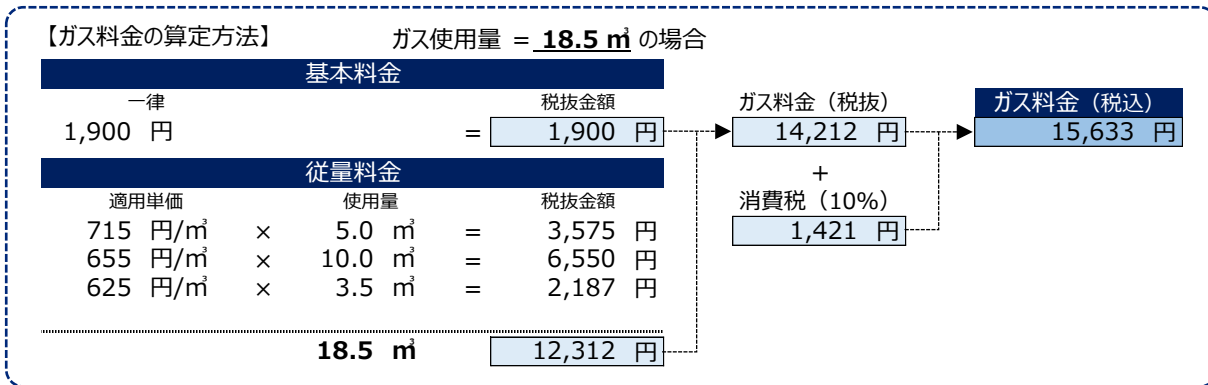 【ガス料金の算定方法】 ガス使用量 = 18.5 ㎥ の場合
基本料金
一律 税抜金額
1,900 円 = 1,900 円
従量料金
適用単価 使用量 税抜金額
715 円/㎥ × 5.0 ㎥ = 3,575 円
655 円/㎥ × 10.0 ㎥ = 6,550 円
625 円/㎥ × 3.5 ㎥ = 2,187 円
18.5 ㎥ 12,312 円
ガス料金（税抜）
14,212 円
+
消費税（10%）
1,421 円
ガス料金（税込）
15,633 円